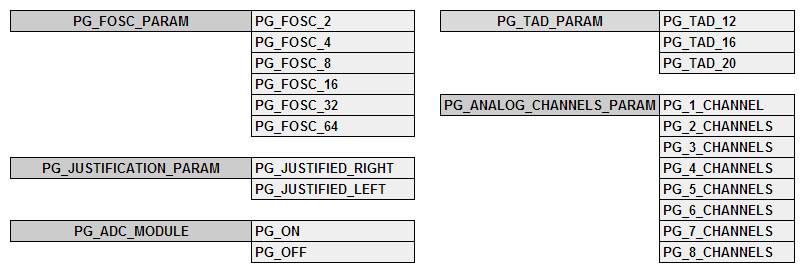 PG_FOSC_PARAM PG_FOSC_2
PG_FOSC_4
PG_FOSC_8
PG_FOSC_16
PG_FOSC_32
PG_FOSC_64
PG_JUSTIFICATION_PARAM PG_JUSTIFIED_RIGHT
PG_JUSTIFIED_LEFT
PG_ADC_MODULE PG_ON
PG_OFF
PG_TAD_PARAM PG_TAD_12
PG_TAD_16
PG_TAD_20
PG_ANALOG_CHANNELS_PARAM PG_1_CHANNEL
PG_2_CHANNELS
PG_3_CHANNELS
PG_4_CHANNELS
PG_5_CHANNELS
PG_6_CHANNELS
PG_7_CHANNELS
PG_8_CHANNELS